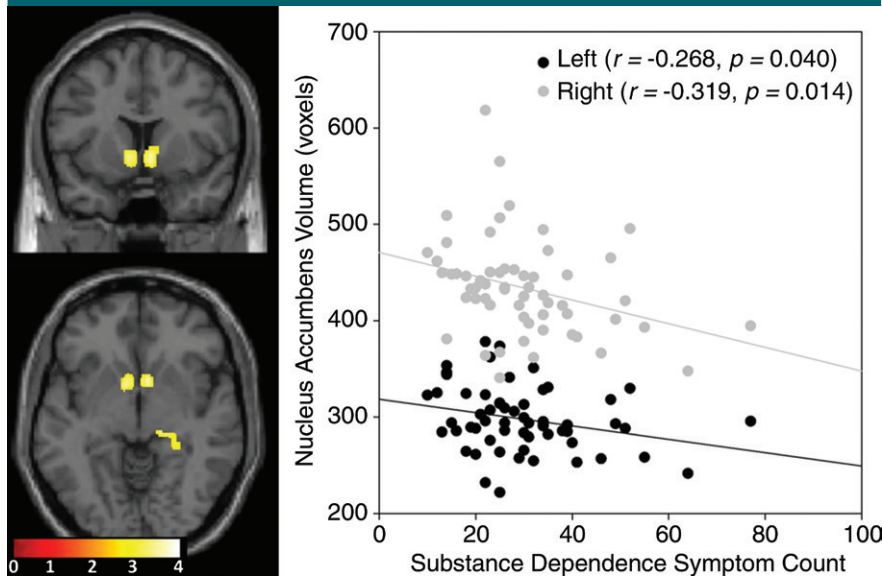 0 1 2 3 4
700
600
500
400
300
200
Nucleus Accumbens Volume (voxels)
Left (r = -0.268, p = 0.040)
Right (r = -0.319, p = 0.014)
0 20 40 60 80 100
Substance Dependence Symptom Count